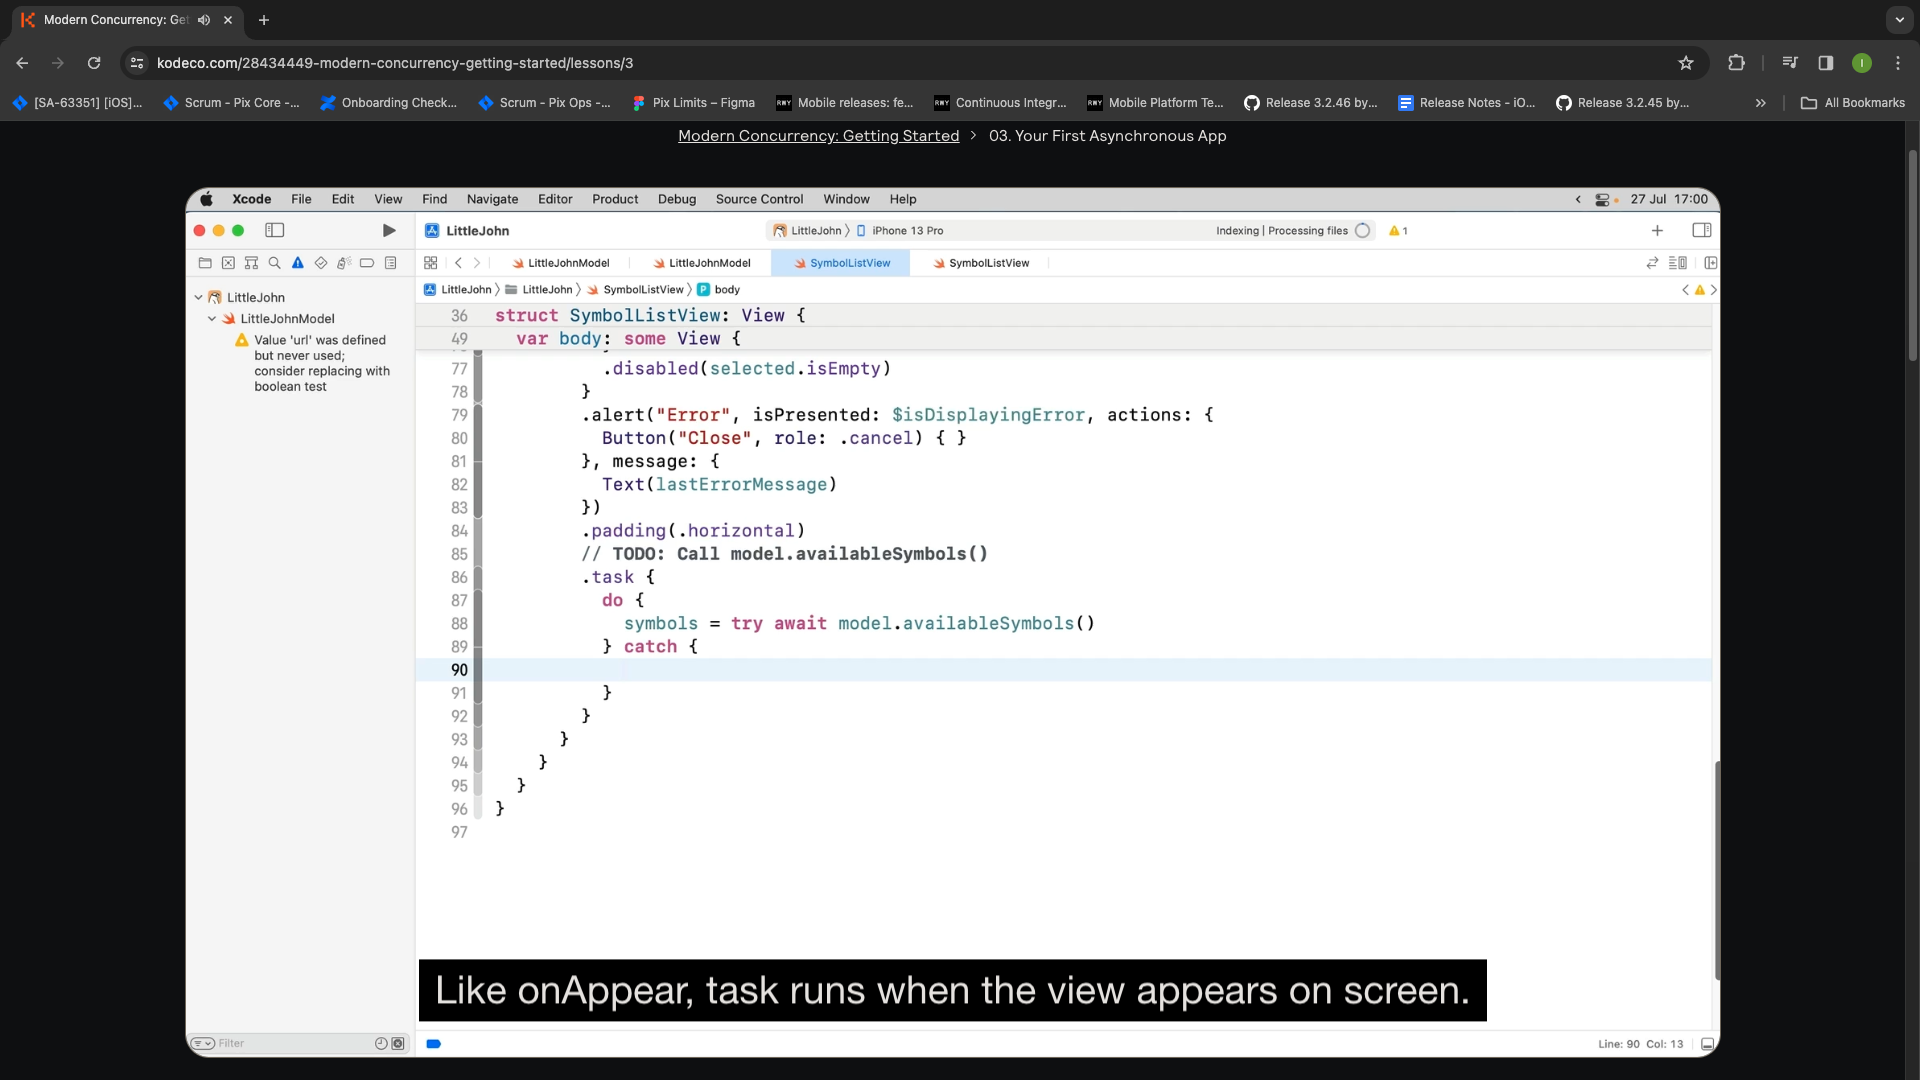 Modern Concurrency: Get
kodeco.com/28434449-modern-concurrency-getting-started/lessons/3
I
[SA-63351] [iOS]...
Scrum - Pix Core -...
Onboarding Check...
Scrum - Pix Ops -...
Pix Limits – Figma
RWY
Mobile releases: fe...
RWY
Continuous Integr...
RWY
Mobile Platform Te...
Release 3.2.46 by...
Release Notes - iO...
Release 3.2.45 by...
»
All Bookmarks
Modern Concurrency: Getting Started > 03. Your First Asynchronous App
Xcode File Edit View Find Navigate Editor Product Debug Source Control Window Help
27 Jul 17:00
LittleJohn
LittleJohn 〉 iPhone 13 Pro
Indexing | Processing files
1
LittleJohnModel
LittleJohnModel
SymbolListView
SymbolListView
LittleJohn 〉 LittleJohn 〉 SymbolListView 〉 P body
LittleJohn
LittleJohnModel
Value 'url' was defined
but never used;
consider replacing with
boolean test
36 struct SymbolListView: View {
49 var body: some View {
77 .disabled(selected.isEmpty)
78 }
79 .alert("Error", isPresented: $isDisplayingError, actions: {
80 Button("Close", role: .cancel) { }
81 }, message: {
82 Text(lastErrorMessage)
83 })
84 .padding(.horizontal)
85 // TODO: Call model.availableSymbols()
86 .task {
87 do {
88 symbols = try await model.availableSymbols()
89 } catch {
90
91 }
92 }
93 }
94 }
95 }
96 }
97
Like onAppear, task runs when the view appears on screen.
Filter
Line: 90 Col: 13